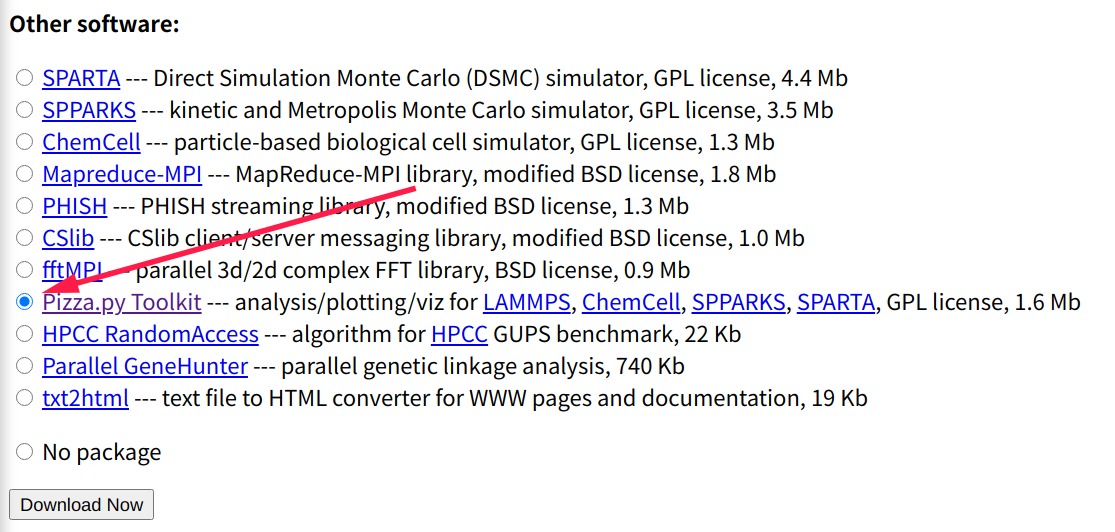 Other software:
SPARTA --- Direct Simulation Monte Carlo (DSMC) simulator, GPL license, 4.4 Mb
SPPARKS --- kinetic and Metropolis Monte Carlo simulator, GPL license, 3.5 Mb
ChemCell --- particle-based biological cell simulator, GPL license, 1.3 Mb
Mapreduce-MPI --- MapReduce-MPI library, modified BSD license, 1.8 Mb
PHISH --- PHISH streaming library, modified BSD license, 1.3 Mb
CSlib --- CSlib client/server messaging library, modified BSD license, 1.0 Mb
fftMPI --- parallel 3d/2d complex FFT library, BSD license, 0.9 Mb
Pizza.py Toolkit --- analysis/plotting/viz for LAMMPS, ChemCell, SPPARKS, SPARTA, GPL license, 1.6 Mb
HPCC RandomAccess --- algorithm for HPCC GUPS benchmark, 22 Kb
Parallel GeneHunter --- parallel genetic linkage analysis, 740 Kb
txt2html --- text file to HTML converter for WWW pages and documentation, 19 Kb
No package
Download Now